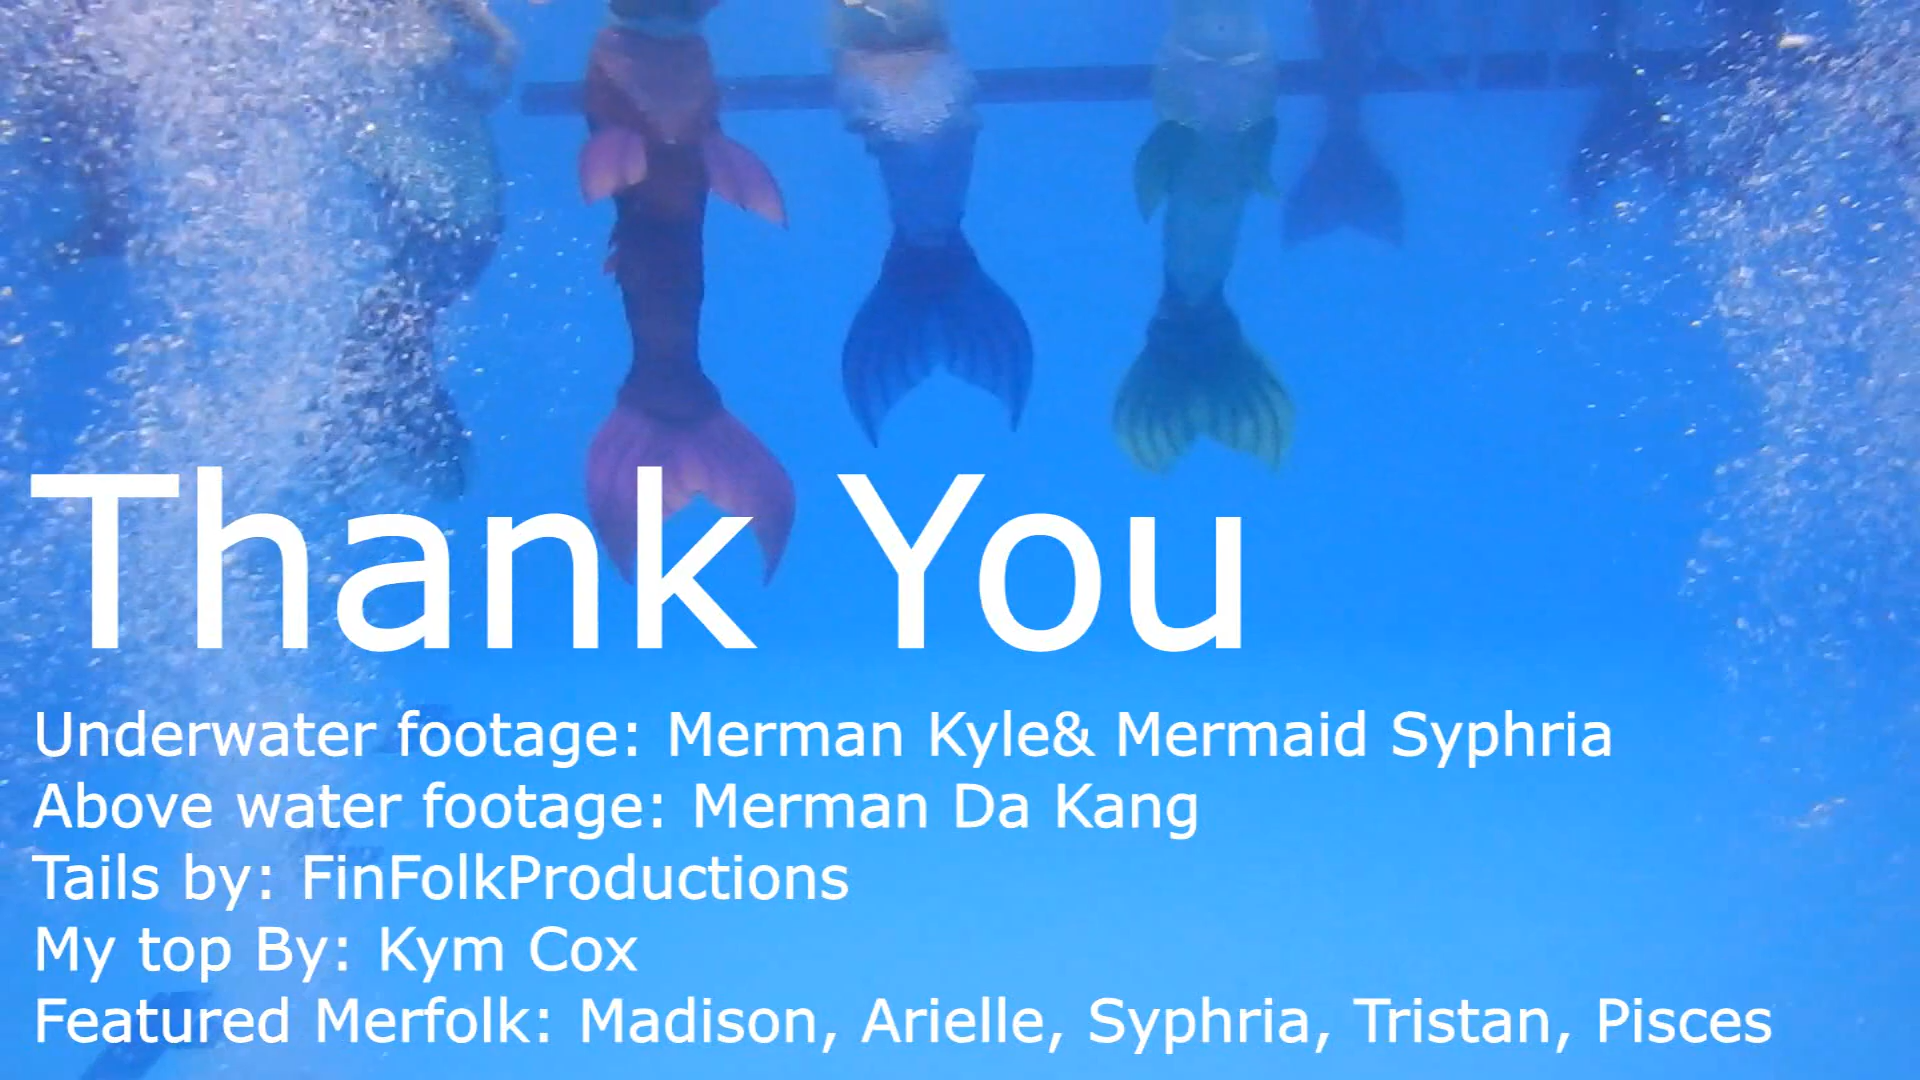 Thank You
Underwater footage: Merman Kyle& Mermaid Syphria
Above water footage: Merman Da Kang
Tails by: FinFolkProductions
My top By: Kym Cox
Featured Merfolk: Madison, Arielle, Syphria, Tristan, Pisces